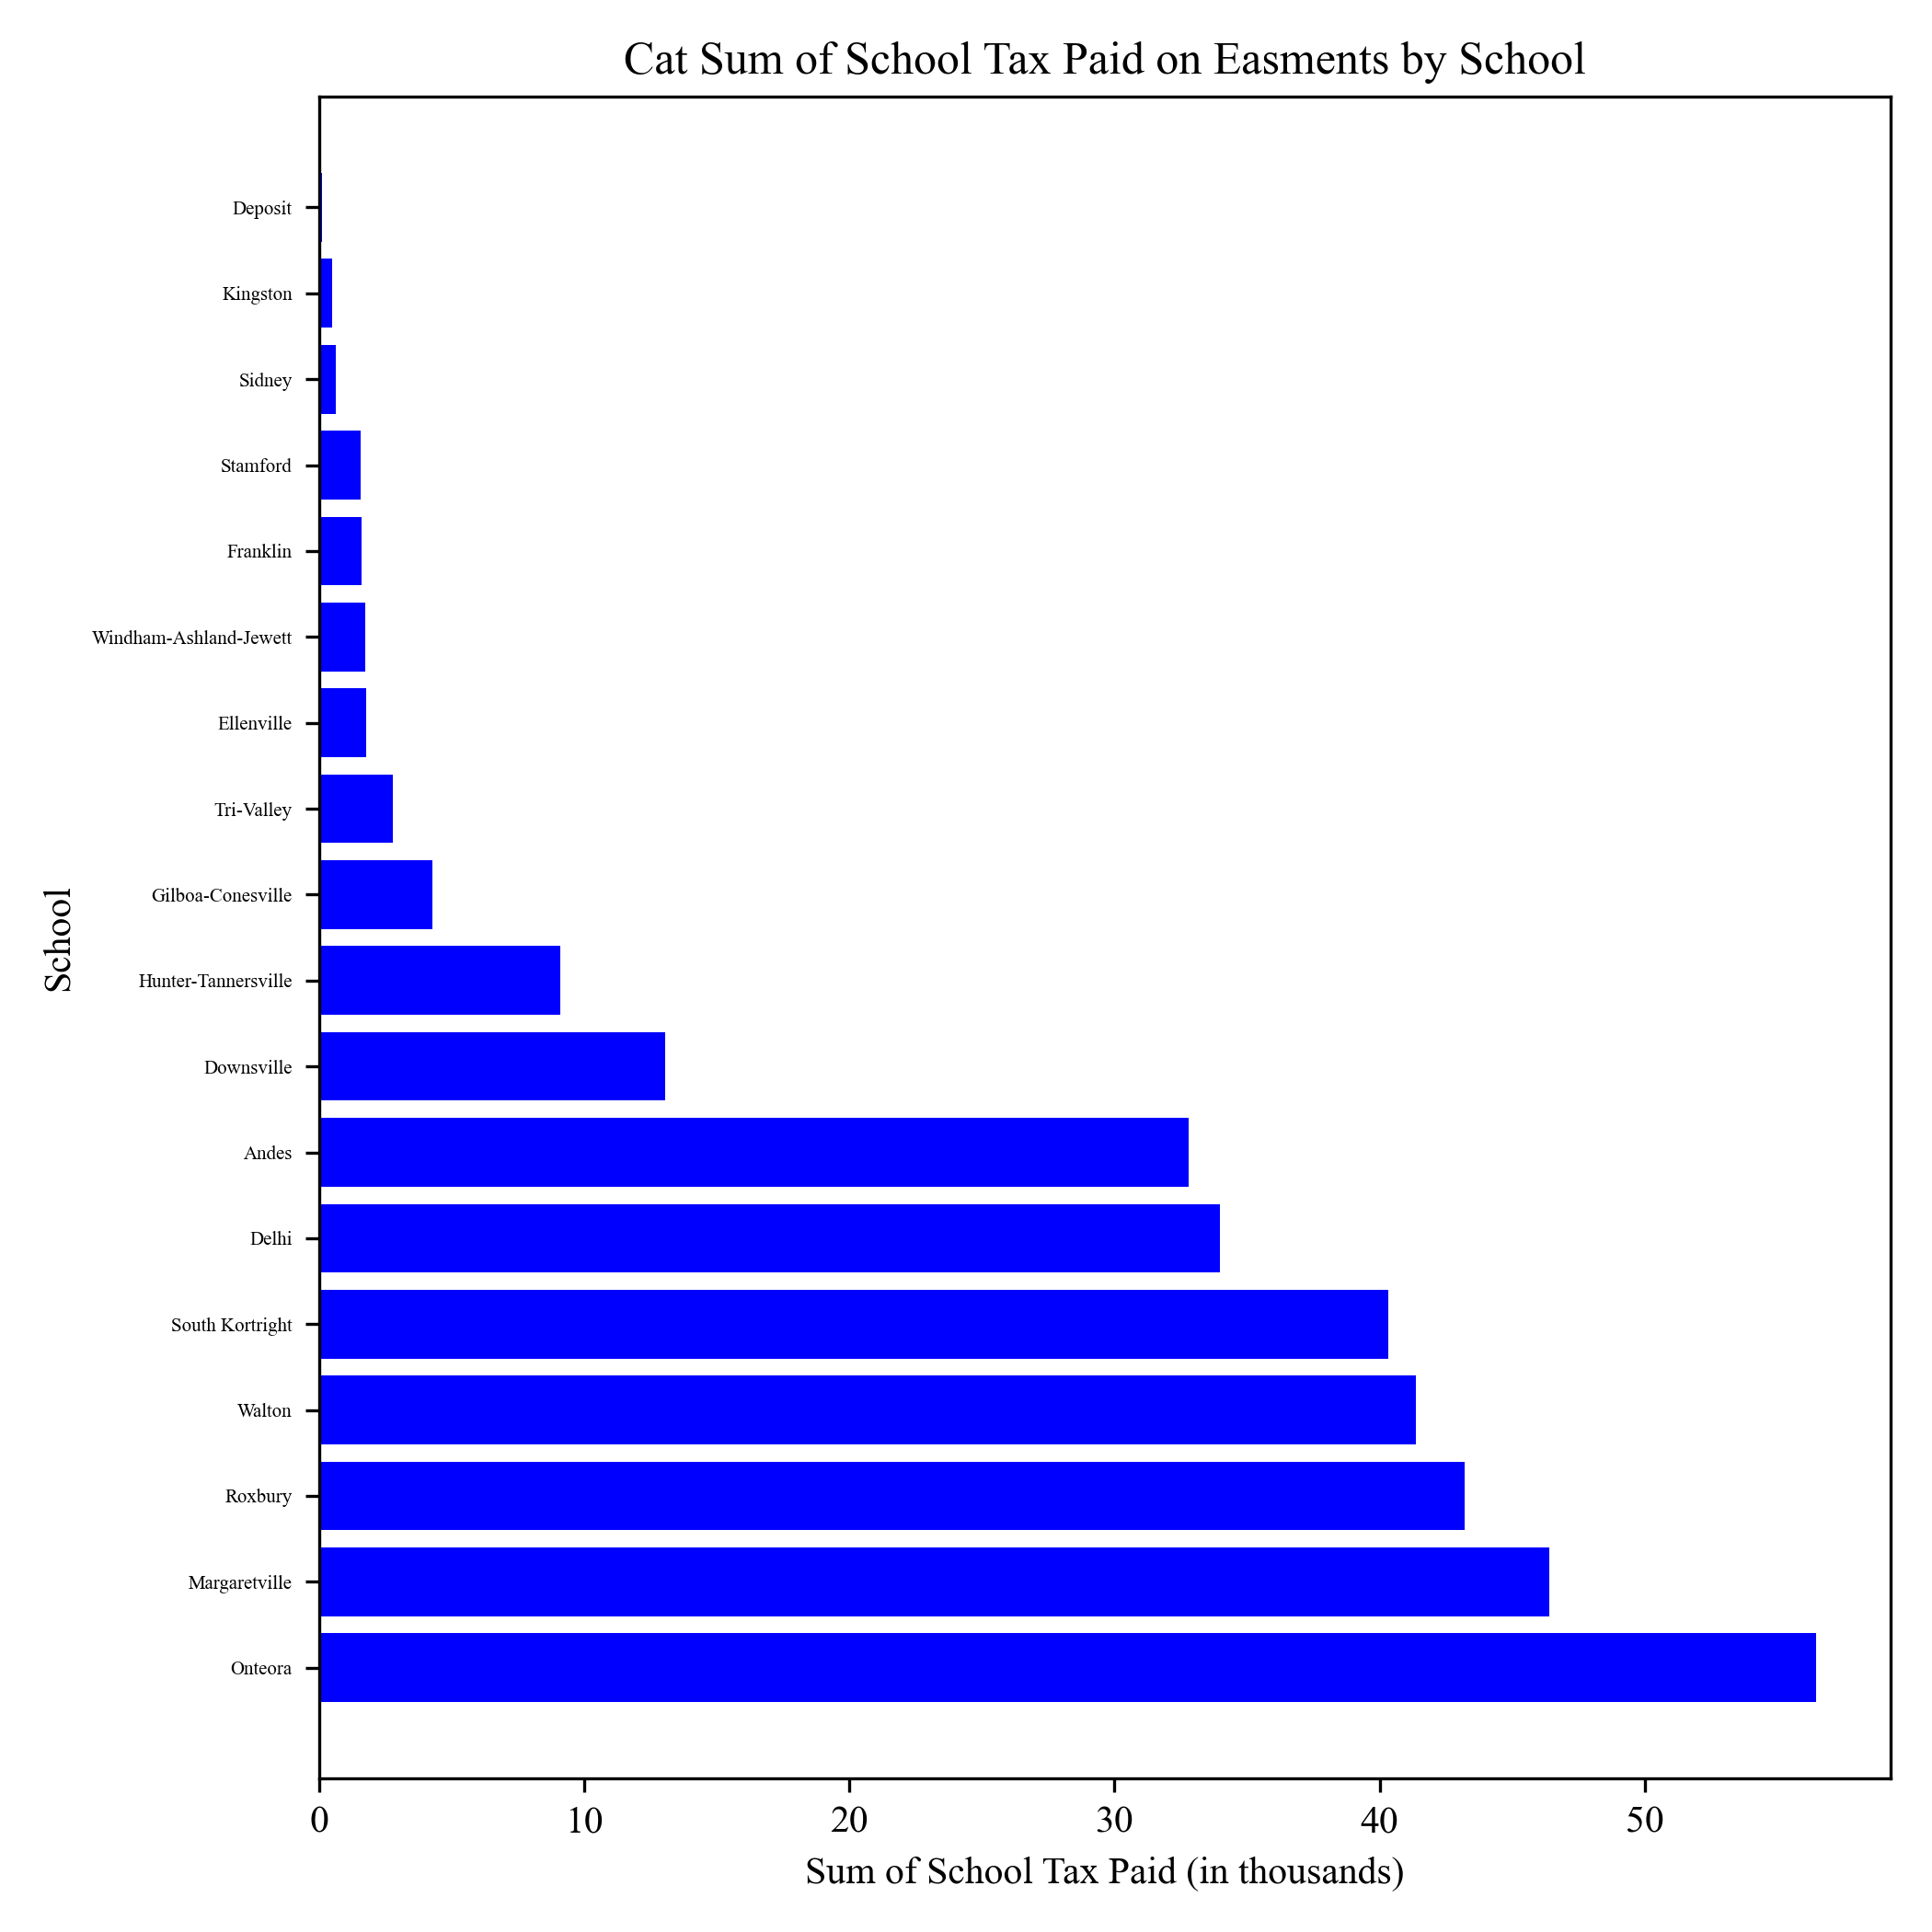 Cat Sum of School Tax Paid on Easments by School
Deposit
Kingston
Sidney
Stamford
Franklin
Windham-Ashland-Jewett
Ellenville
Tri-Valley
Gilboa-Conesville
Hunter-Tannersville
Downsville
Andes
Delhi
South Kortright
Walton
Roxbury
Margaretville
Onteora
School
0 10 20 30 40 50
Sum of School Tax Paid (in thousands)